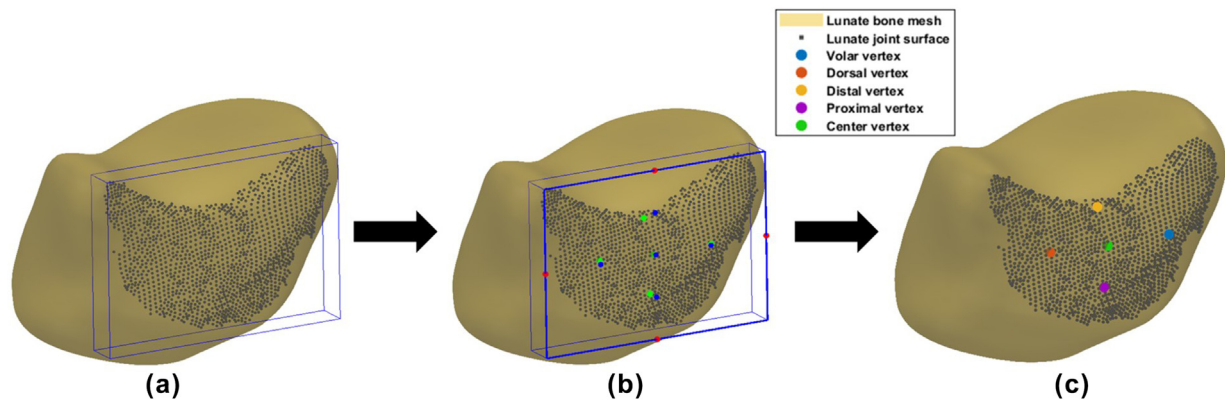 Lunate bone mesh
Lunate joint surface
Volar vertex
Dorsal vertex
Distal vertex
Proximal vertex
Center vertex
(a)
(b)
(c)